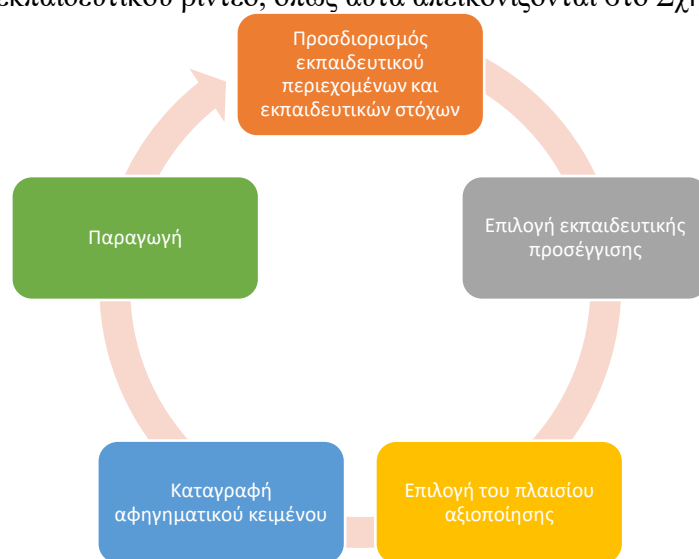 εκπαιδευτικού βίντεο, όπως αυτά απεικονίζονται στο
Προσδιορισμός
εκπαιδευτικού
περιεχομένων και
εκπαιδευτικών στόχων
Επιλογή εκπαιδευτικής
προσέγγισης
Επιλογή του πλαισίου
αξιοποίησης
Καταγραφή
αφηγηματικού κειμένου
Παραγωγή